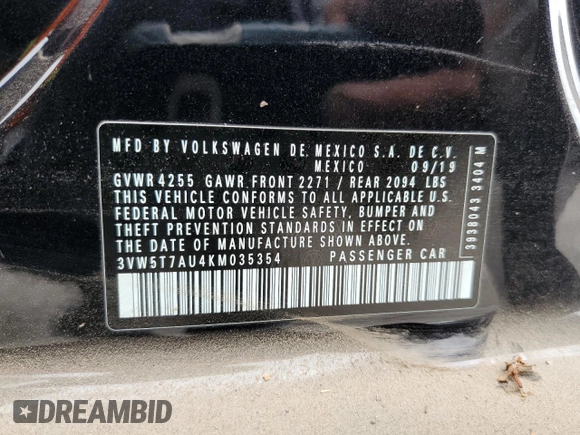 MFD BY VOLKSWAGEN DE MEXICO S.A. DE C.V.
MEXICO 09/19
GVWR 4255 GAWR FRONT 2271 / REAR 2094 LBS
THIS VEHICLE CONFORMS TO ALL APPLICABLE U.S.
FEDERAL MOTOR VEHICLE SAFETY, BUMPER AND
THEFT PREVENTION STANDARDS IN EFFECT ON
THE DATE OF MANUFACTURE SHOWN ABOVE.
3VW5T7AU4KM035354 PASSENGER CAR
3938043 3404 M
DREAMBID